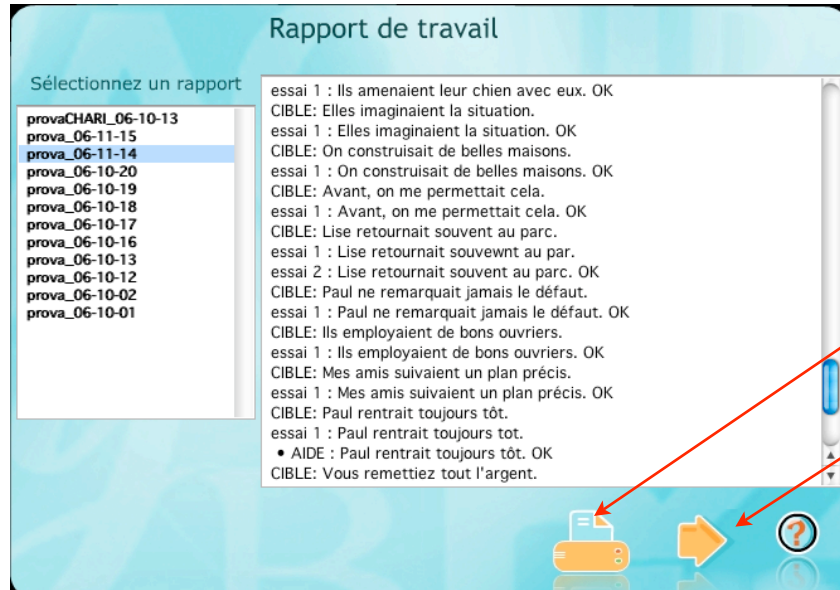 Rapport de travail
Sélectionnez un rapport
provaCHARI_06-10-13
prova_06-11-15
prova_06-11-14
prova_06-10-20
prova_06-10-19
prova_06-10-18
prova_06-10-17
prova_06-10-16
prova_06-10-13
prova_06-10-12
prova_06-10-02
prova_06-10-01
essai 1 : Ils amenaient leur chien avec eux. OK
CIBLE: Elles imaginaient la situation.
essai 1 : Elles imaginaient la situation. OK
CIBLE: On construisait de belles maisons.
essai 1 : On construisait de belles maisons. OK
CIBLE: Avant, on me permettait cela.
essai 1 : Avant, on me permettait cela. OK
CIBLE: Lise retournait souvent au parc.
essai 1 : Lise retournait souvewnt au par.
essai 2 : Lise retournait souvent au parc. OK
CIBLE: Paul ne remarquait jamais le défaut.
essai 1 : Paul ne remarquait jamais le défaut. OK
CIBLE: Ils employaient de bons ouvriers.
essai 1 : Ils employaient de bons ouvriers. OK
CIBLE: Mes amis suivaient un plan précis.
essai 1 : Mes amis suivaient un plan précis. OK
CIBLE: Paul rentrait toujours tôt.
essai 1 : Paul rentrait toujours tot.
• AIDE : Paul rentrait toujours tôt. OK
CIBLE: Vous remettiez tout l'argent.
?